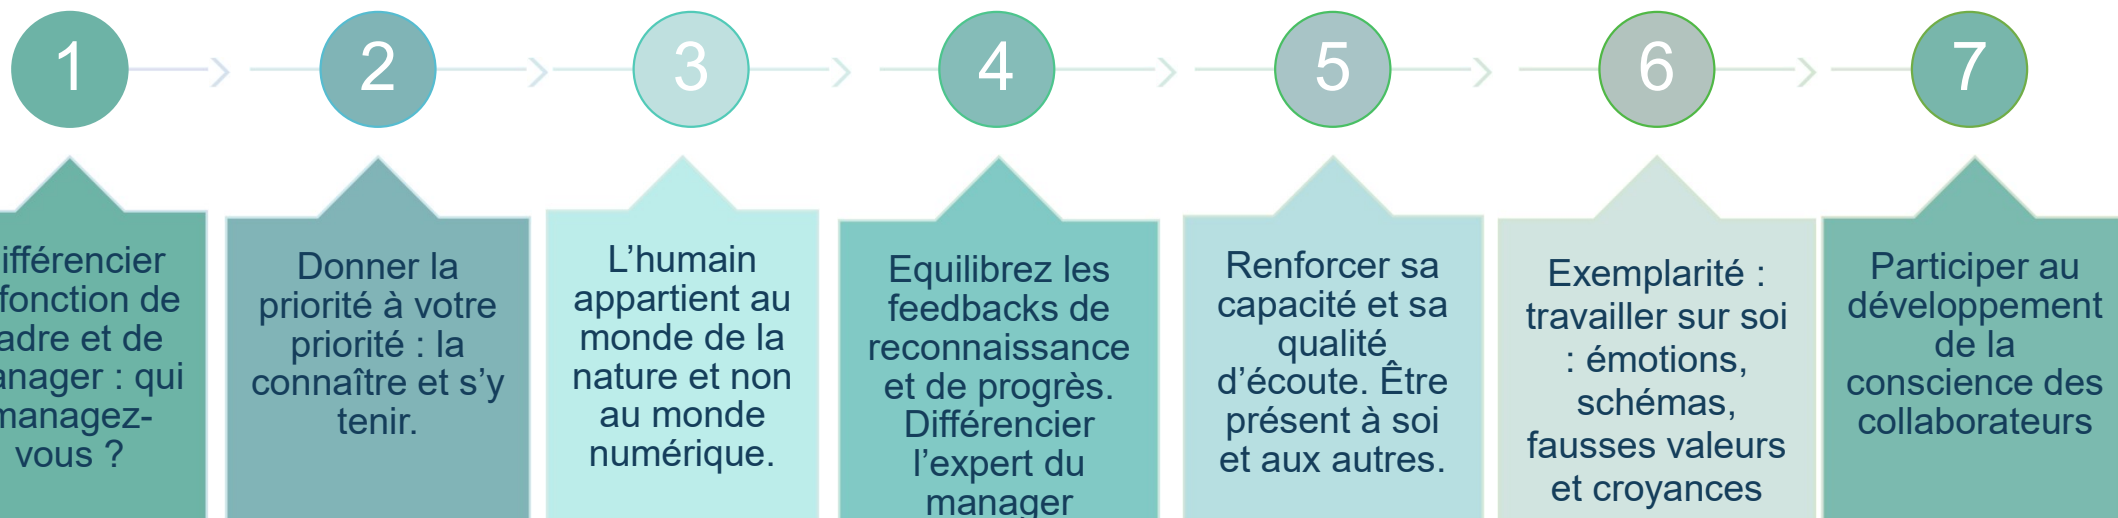 1
2
3
4
5
6
7
ifférencier
fonction de
adre et de
anager : qui
managez-
vous ?
Donner la
priorité à votre
priorité : la
connaître et s'y
tenir.
L'humain
appartient au
monde de la
nature et non
au monde
numérique.
Equilibrez les
feedbacks de
reconnaissance
et de progrès.
Différencier
l'expert du
manager
Renforcer sa
capacité et sa
qualité
d'écoute. Être
présent à soi
et aux autres.
Exemplarité :
travailler sur soi
: émotions,
schémas,
fausses valeurs
et croyances
Participer au
développement
de la
conscience des
collaborateurs